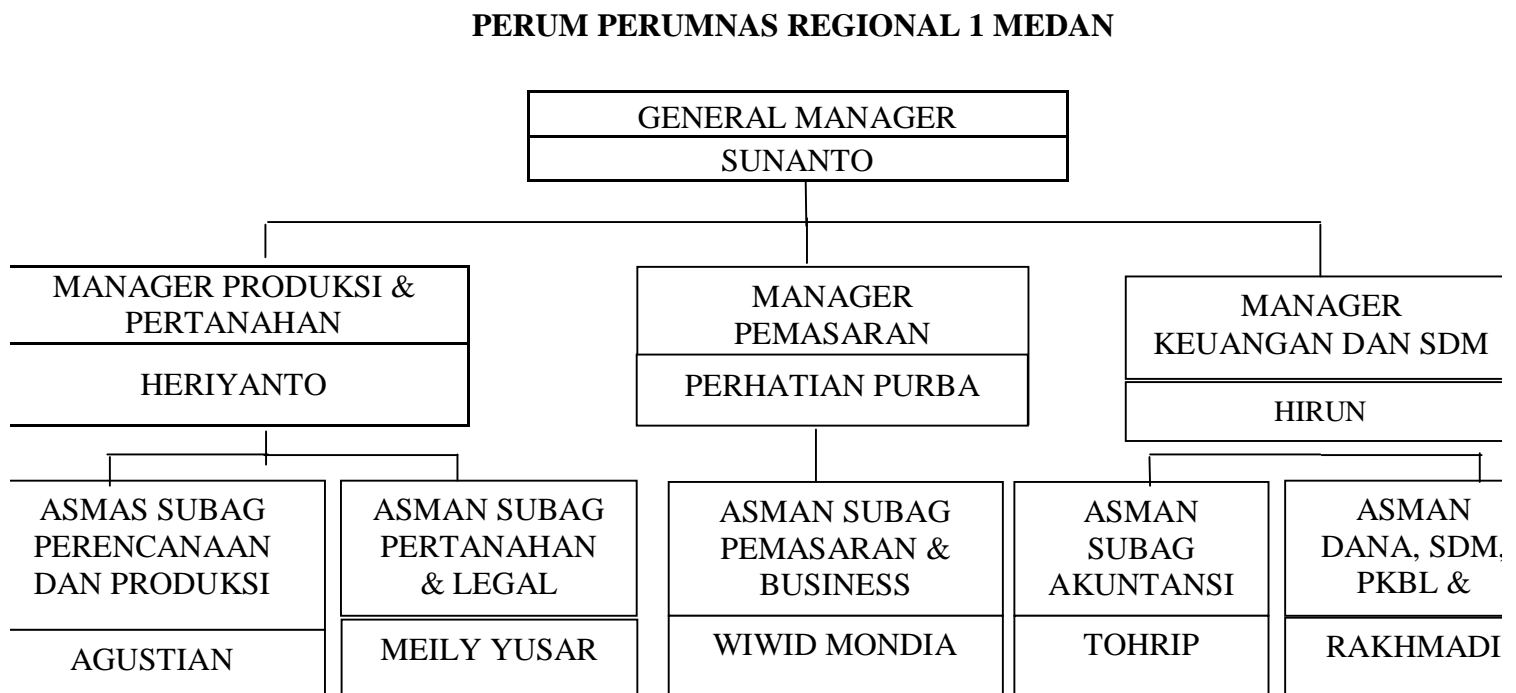 PERUM PERUMNAS REGIONAL 1 MEDAN
GENERAL MANAGER
SUNANTO
MANAGER PRODUKSI &
PERTANAHAN
HERIYANTO
MANAGER
PEMASARAN
PERHATIAN PURBA
MANAGER
KEUANGAN DAN SDM
HIRUN
ASMAS SUBAG
PERENCANAAN
DAN PRODUKSI
AGUSTIAN
ASMAN SUBAG
PERTANAHAN
& LEGAL
MEILY YUSAR
ASMAN SUBAG
PEMASARAN &
BUSINESS
WIWID MONDIA
ASMAN
SUBAG
AKUNTANSI
TOHRIP
ASMAN
DANA, SDM,
PKBL &
RAKHMADI